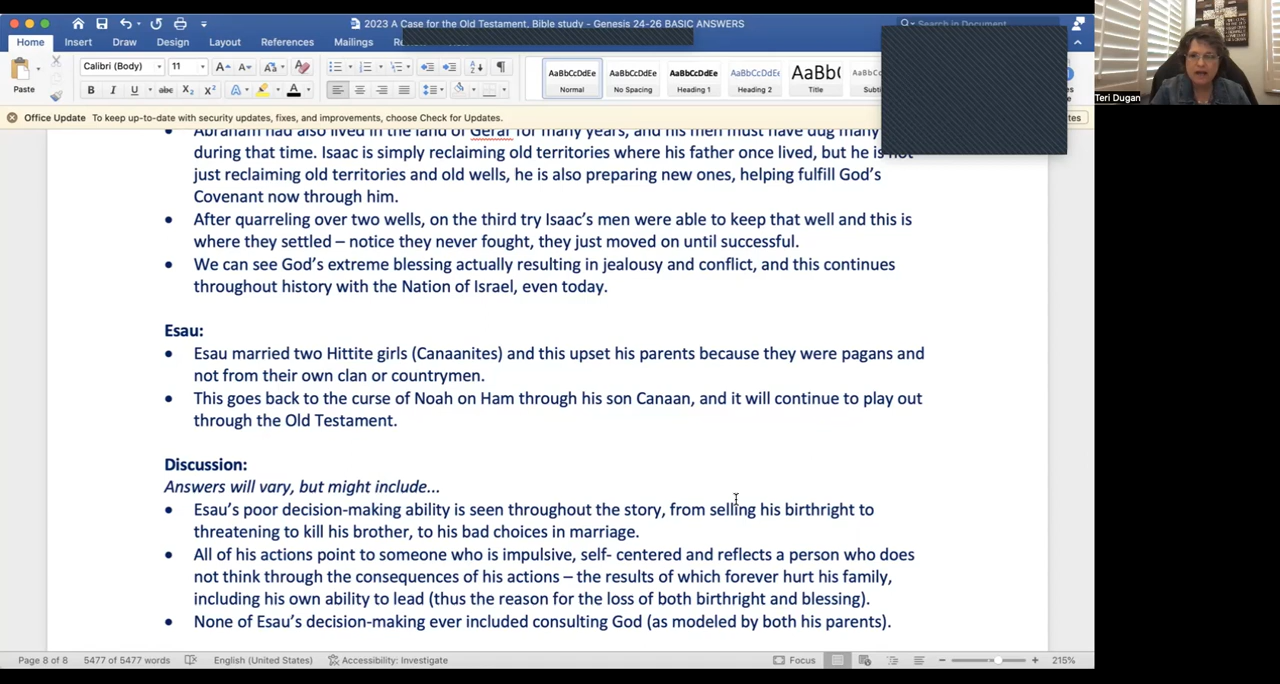 2023 A Case for the Old Testament, Bible study - Genesis 24-26 BASIC ANSWERS
Search in Document
Home Insert Draw Design Layout References Mailings
Paste
Calibri (Body) 11
AaBbCcDdEe AaBbCcDdEe AaBbCcDdEe AaBbCcDdEe AaBb(
Normal No Spacing Heading 1 Heading 2 Title
Teri Dugan
Office Update To keep up-to-date with security updates, fixes, and improvements, choose Check for Updates.
• Abraham had also lived in the land of Gerar for many years, and his men must have dug many
during that time. Isaac is simply reclaiming old territories where his father once lived, but he is not
just reclaiming old territories and old wells, he is also preparing new ones, helping fulfill God's
Covenant now through him.
• After quarreling over two wells, on the third try Isaac's men were able to keep that well and this is
where they settled – notice they never fought, they just moved on until successful.
• We can see God's extreme blessing actually resulting in jealousy and conflict, and this continues
throughout history with the Nation of Israel, even today.
Esau:
• Esau married two Hittite girls (Canaanites) and this upset his parents because they were pagans and
not from their own clan or countrymen.
• This goes back to the curse of Noah on Ham through his son Canaan, and it will continue to play out
through the Old Testament.
Discussion:
Answers will vary, but might include...
• Esau's poor decision-making ability is seen throughout the story, from selling his birthright to
threatening to kill his brother, to his bad choices in marriage.
• All of his actions point to someone who is impulsive, self- centered and reflects a person who does
not think through the consequences of his actions – the results of which forever hurt his family,
including his own ability to lead (thus the reason for the loss of both birthright and blessing).
• None of Esau's decision-making ever included consulting God (as modeled by both his parents).
Page 8 of 8 5477 of 5477 words English (United States) Accessibility: Investigate Focus 215%